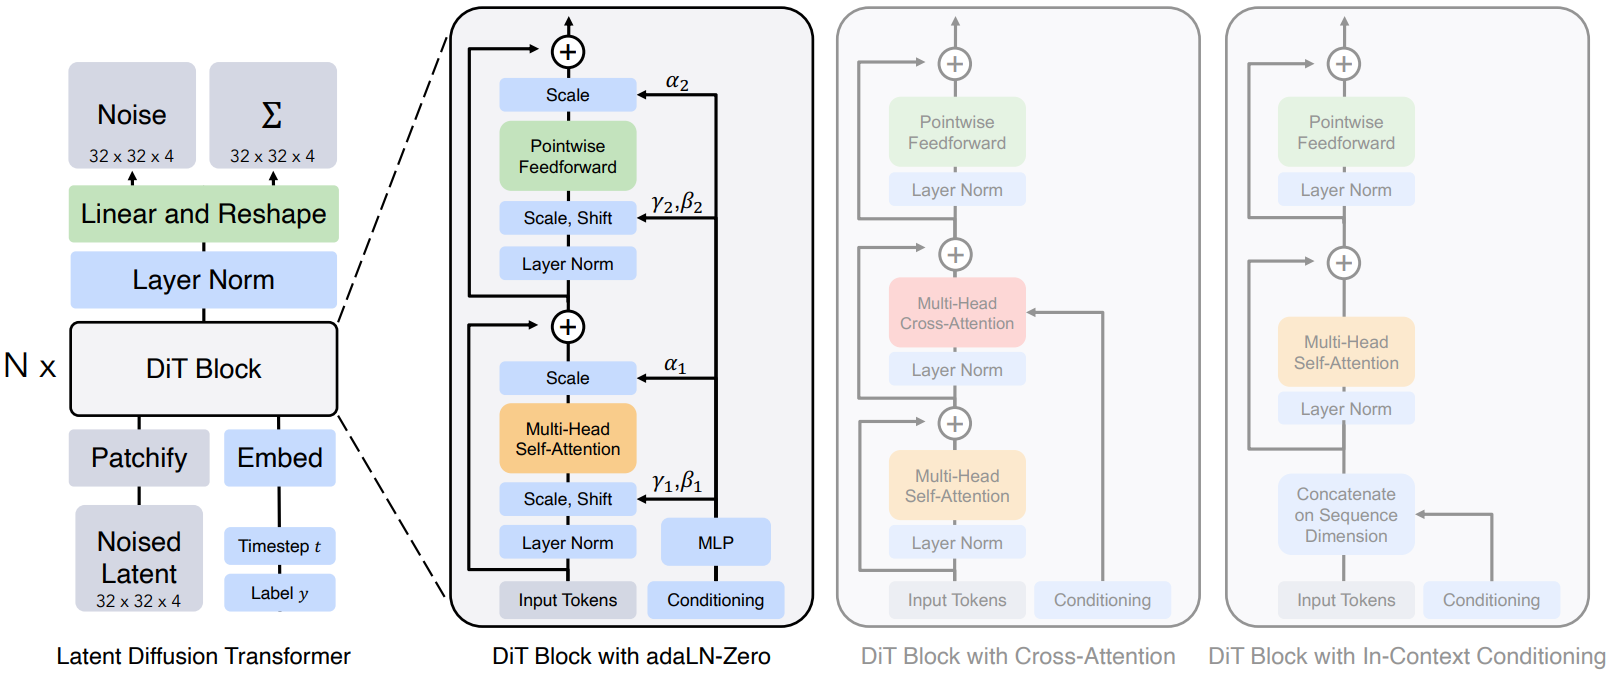 Noise
32 x 32 x 4
Σ
32 x 32 x 4
Linear and Reshape
Layer Norm
N x
DiT Block
Patchify
Embed
Noised
Latent
32 x 32 x 4
Timestep t
Label y
Latent Diffusion Transformer
+
Scale
α₂
Pointwise
Feedforward
γ₂,β₂
Scale, Shift
Layer Norm
+
Scale
α₁
Multi-Head
Self-Attention
γ₁,β₁
Scale, Shift
Layer Norm
MLP
Input Tokens
Conditioning
DiT Block with adaLN-Zero
+
Pointwise
Feedforward
Layer Norm
+
Multi-Head
Cross-Attention
Layer Norm
+
Multi-Head
Self-Attention
Layer Norm
Input Tokens
Conditioning
DiT Block with Cross-Attention
+
Pointwise
Feedforward
Layer Norm
+
Multi-Head
Self-Attention
Layer Norm
Concatenate
on Sequence
Dimension
Input Tokens
Conditioning
DiT Block with In-Context Conditioning